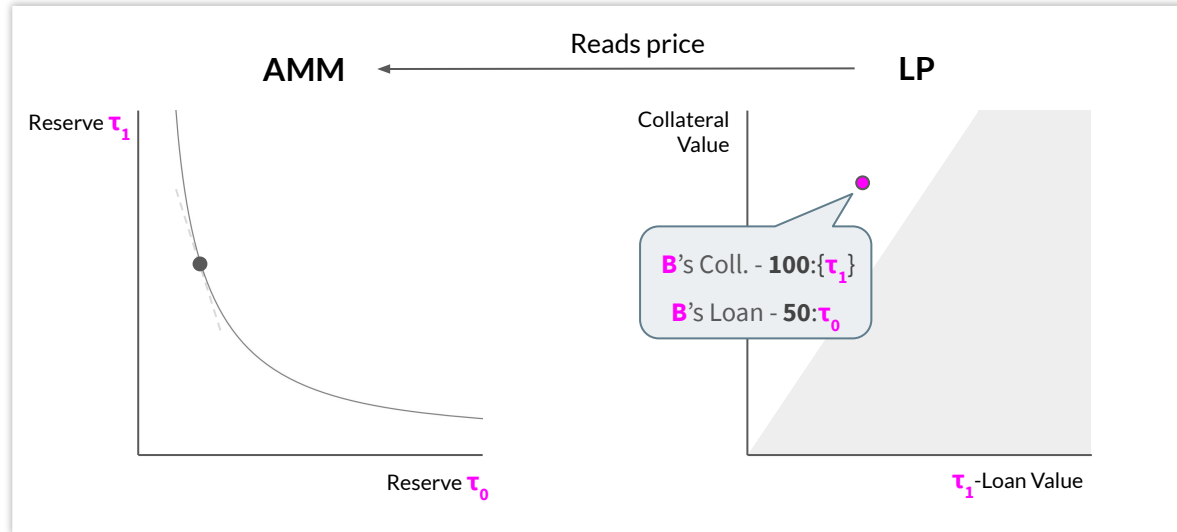 Reads price
AMM
LP
Reserve τ1
Collateral
Value
B's Coll. - 100:{τ1}
B's Loan - 50:τ0
Reserve τ0
τ1-Loan Value